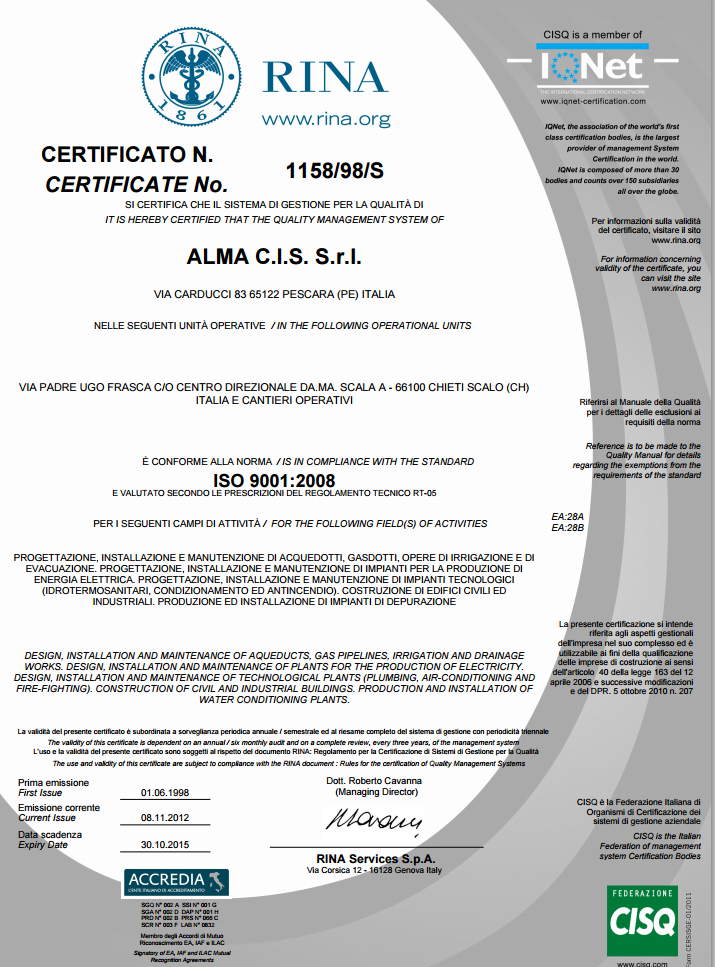 RINA
1861
RINA
www.rina.org
CISQ is a member of
IQNet
THE INTERNATIONAL CERTIFICATION NETWORK
www.iqnet-certification.com
IQNet, the association of the world's first
class certification bodies, is the largest
provider of management System
Certification in the world.
IQNet is composed of more than 30
bodies and counts over 150 subsidiaries
all over the globe.
CERTIFICATO N.
CERTIFICATE No.
1158/98/S
SI CERTIFICA CHE IL SISTEMA DI GESTIONE PER LA QUALITÀ DI
IT IS HEREBY CERTIFIED THAT THE QUALITY MANAGEMENT SYSTEM OF
Per informazioni sulla validità
del certificato, visitare il sito
www.rina.org
For information concerning
validity of the certificate, you
can visit the site
www.rina.org
ALMA C.I.S. S.r.l.
VIA CARDUCCI 83 65122 PESCARA (PE) ITALIA
NELLE SEGUENTI UNITÀ OPERATIVE / IN THE FOLLOWING OPERATIONAL UNITS
VIA PADRE UGO FRASCA C/O CENTRO DIREZIONALE DA.MA. SCALA A - 66100 CHIETI SCALO (CH)
ITALIA E CANTIERI OPERATIVI
Riferirsi al Manuale della Qualità
per i dettagli delle esclusioni ai
requisiti della norma
Reference is to be made to the
Quality Manual for details
regarding the exemptions from the
requirements of the standard
È CONFORME ALLA NORMA / IS IN COMPLIANCE WITH THE STANDARD
ISO 9001:2008
E VALUTATO SECONDO LE PRESCRIZIONI DEL REGOLAMENTO TECNICO RT-05
PER I SEGUENTI CAMPI DI ATTIVITÀ / FOR THE FOLLOWING FIELD(S) OF ACTIVITIES
EA:28A
EA:28B
PROGETTAZIONE, INSTALLAZIONE E MANUTENZIONE DI ACQUEDOTTI, GASDOTTI, OPERE DI IRRIGAZIONE E DI
EVACUAZIONE. PROGETTAZIONE, INSTALLAZIONE E MANUTENZIONE DI IMPIANTI PER LA PRODUZIONE DI
ENERGIA ELETTRICA. PROGETTAZIONE, INSTALLAZIONE E MANUTENZIONE DI IMPIANTI TECNOLOGICI
(IDROTERMOSANITARI, CONDIZIONAMENTO ED ANTINCENDIO). COSTRUZIONE DI EDIFICI CIVILI ED
INDUSTRIALI. PRODUZIONE ED INSTALLAZIONE DI IMPIANTI DI DEPURAZIONE
DESIGN, INSTALLATION AND MAINTENANCE OF AQUEDUCTS, GAS PIPELINES, IRRIGATION AND DRAINAGE
WORKS. DESIGN, INSTALLATION AND MAINTENANCE OF PLANTS FOR THE PRODUCTION OF ELECTRICITY.
DESIGN, INSTALLATION AND MAINTENANCE OF TECHNOLOGICAL PLANTS (PLUMBING, AIR-CONDITIONING AND
FIRE-FIGHTING). CONSTRUCTION OF CIVIL AND INDUSTRIAL BUILDINGS. PRODUCTION AND INSTALLATION OF
WATER CONDITIONING PLANTS.
La presente certificazione si intende
riferita agli aspetti gestionali
dell'impresa nel suo complesso ed è
utilizzabile ai fini della qualificazione
delle imprese di costruzione ai sensi
dell'articolo 40 della legge 163 del 12
aprile 2006 e successive modificazioni
e del DPR. 5 ottobre 2010 n. 207
La validità del presente certificato è subordinata a sorveglianza periodica annuale / semestrale ed al riesame completo del sistema di gestione con periodicità triennale
The validity of this certificate is dependent on an annual / six monthly audit and on a complete review, every three years, of the management system
L'uso e la validità del presente certificato sono soggetti al rispetto del documento RINA: Regolamento per la Certificazione di Sistemi di Gestione per la Qualità
The use and validity of this certificate are subject to compliance with the RINA document : Rules for the certification of Quality Management Systems
Prima emissione
First Issue
01.06.1998
Emissione corrente
Current Issue
08.11.2012
Data scadenza
Expiry Date
30.10.2015
Dott. Roberto Cavanna
(Managing Director)
RINA Services S.p.A.
Via Corsica 12 - 16128 Genova Italy
CISQ è la Federazione Italiana di
Organismi di Certificazione dei
sistemi di gestione aziendale
CISQ is the Italian
Federation of management
system Certification Bodies
ACCREDIA
L'ENTE ITALIANO DI ACCREDITAMENTO
SGQ N° 002 A SSI N° 001 G
SGA N° 002 D DAP N° 001 H
PRD N° 002 B PRS N° 066 C
SCR N° 003 F LAB N° 0832
Membro degli Accordi di Mutuo
Riconoscimento EA, IAF e ILAC
Signatory of EA, IAF and ILAC Mutual
Recognition Agreements
FEDERAZIONE
CISQ
www.cisq.com
Form CERS/SGE-01/2011